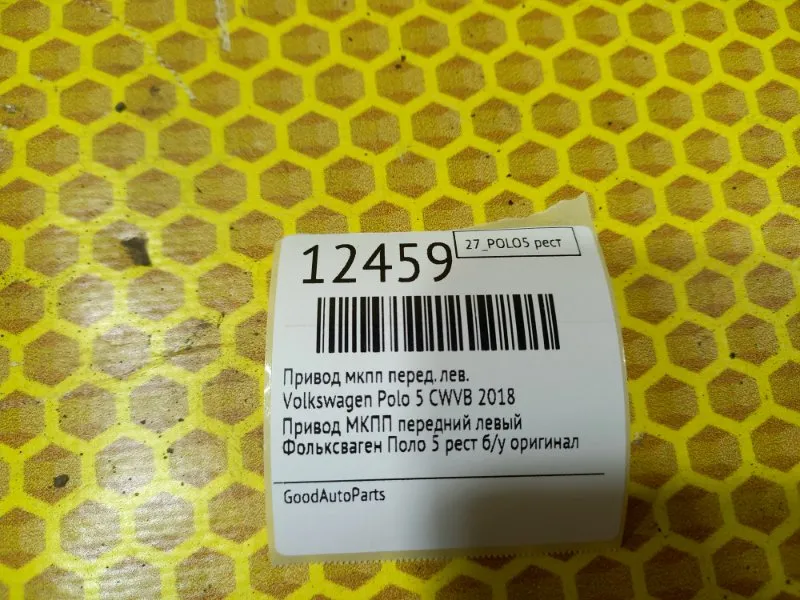 12459
27_POLO5 рест
Привод мкпп перед.лев.
Volkswagen Polo 5 CWVB 2018
Привод МКПП передний левый
Фольксваген Поло 5 рест б/у оригинал
GoodAutoParts